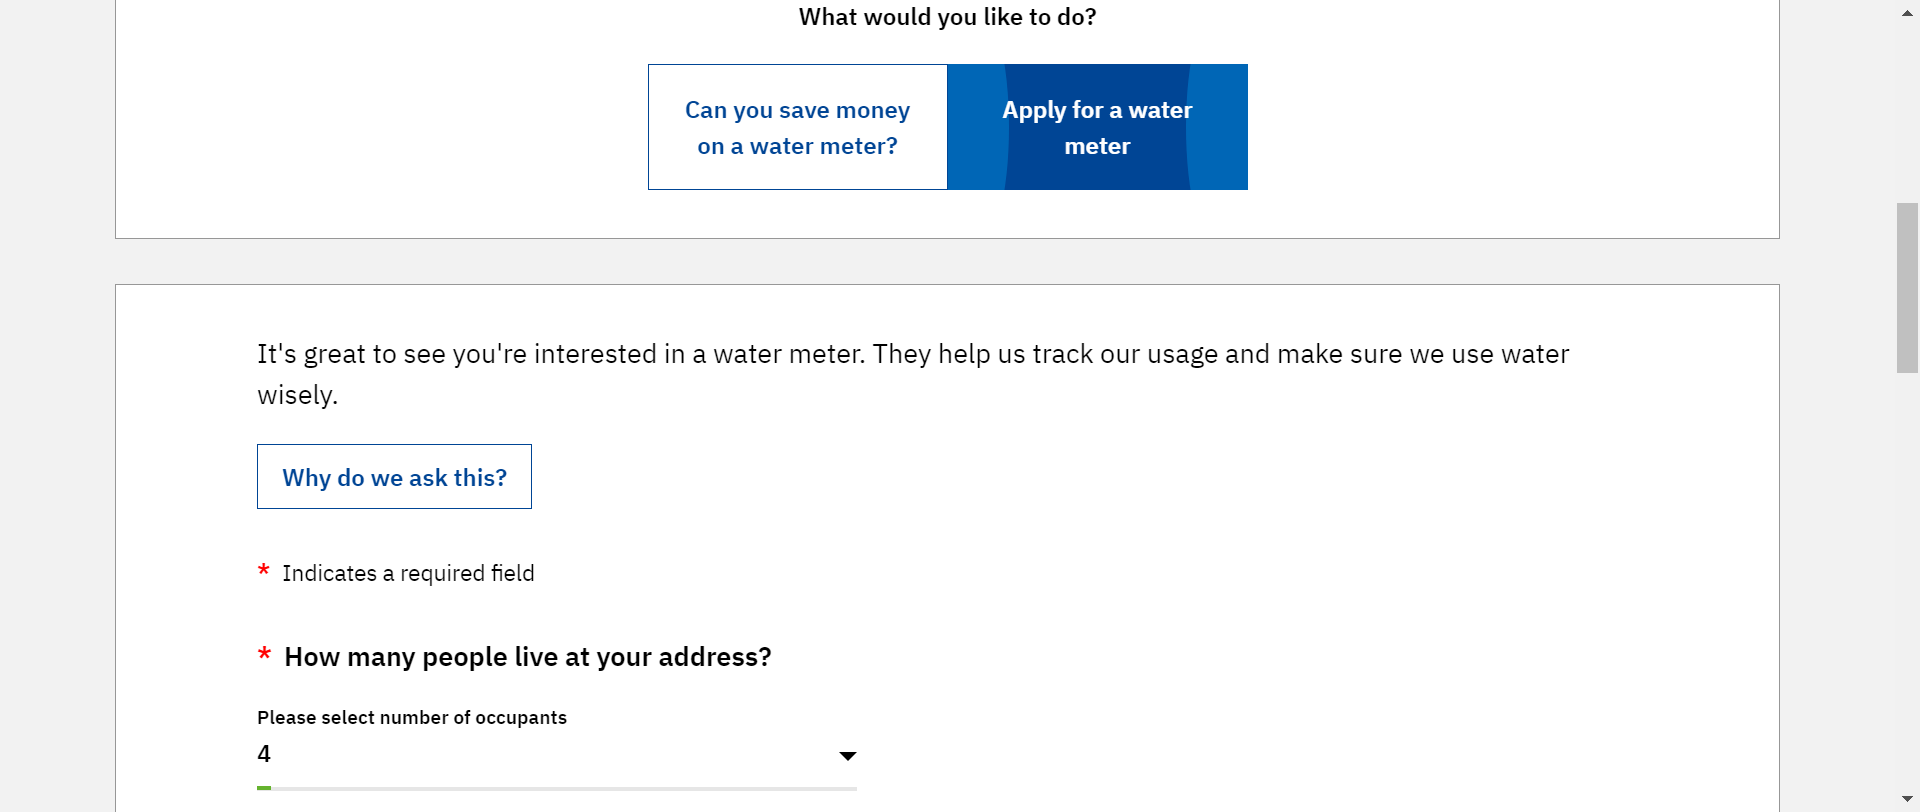 What would you like to do?
Can you save money
on a water meter?
Apply for a water
meter
It's great to see you're interested in a water meter. They help us track our usage and make sure we use water
wisely.
Why do we ask this?
* Indicates a required field
* How many people live at your address?
Please select number of occupants
4